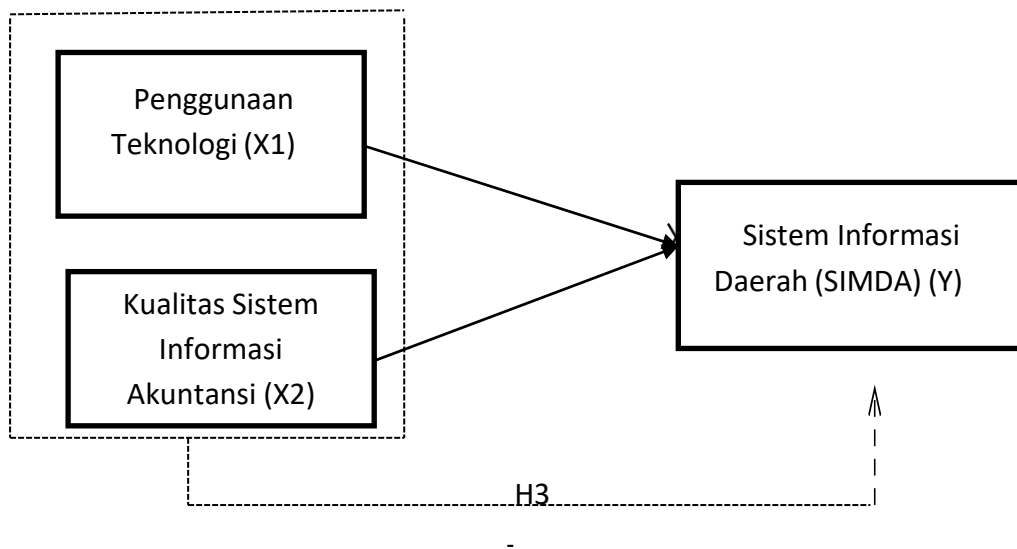 Penggunaan
Teknologi (X1)
Kualitas Sistem
Informasi
Akuntansi (X2)
Sistem Informasi
Daerah (SIMDA) (Y)
H3